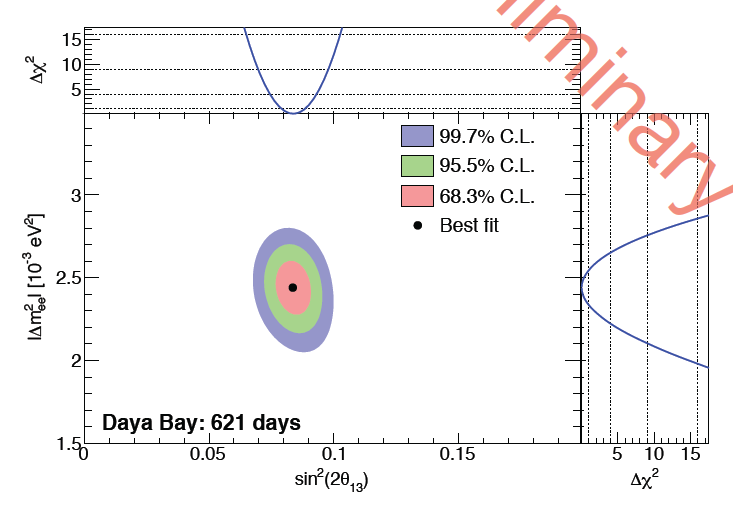 Δχ²
15
10
5
liminary
99.7% C.L.
95.5% C.L.
68.3% C.L.
Best fit
|Δm²ee| [10⁻³ eV²]
3
2.5
2
1.5
Daya Bay: 621 days
0 0.05 0.1 0.15
sin²(2θ₁₃)
5 10 15
Δχ²